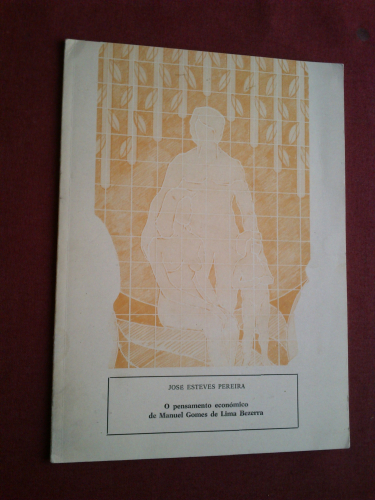 JOSE ESTEVES PEREIRA
O pensamento económico
de Manuel Gomes de Lima Bezerra